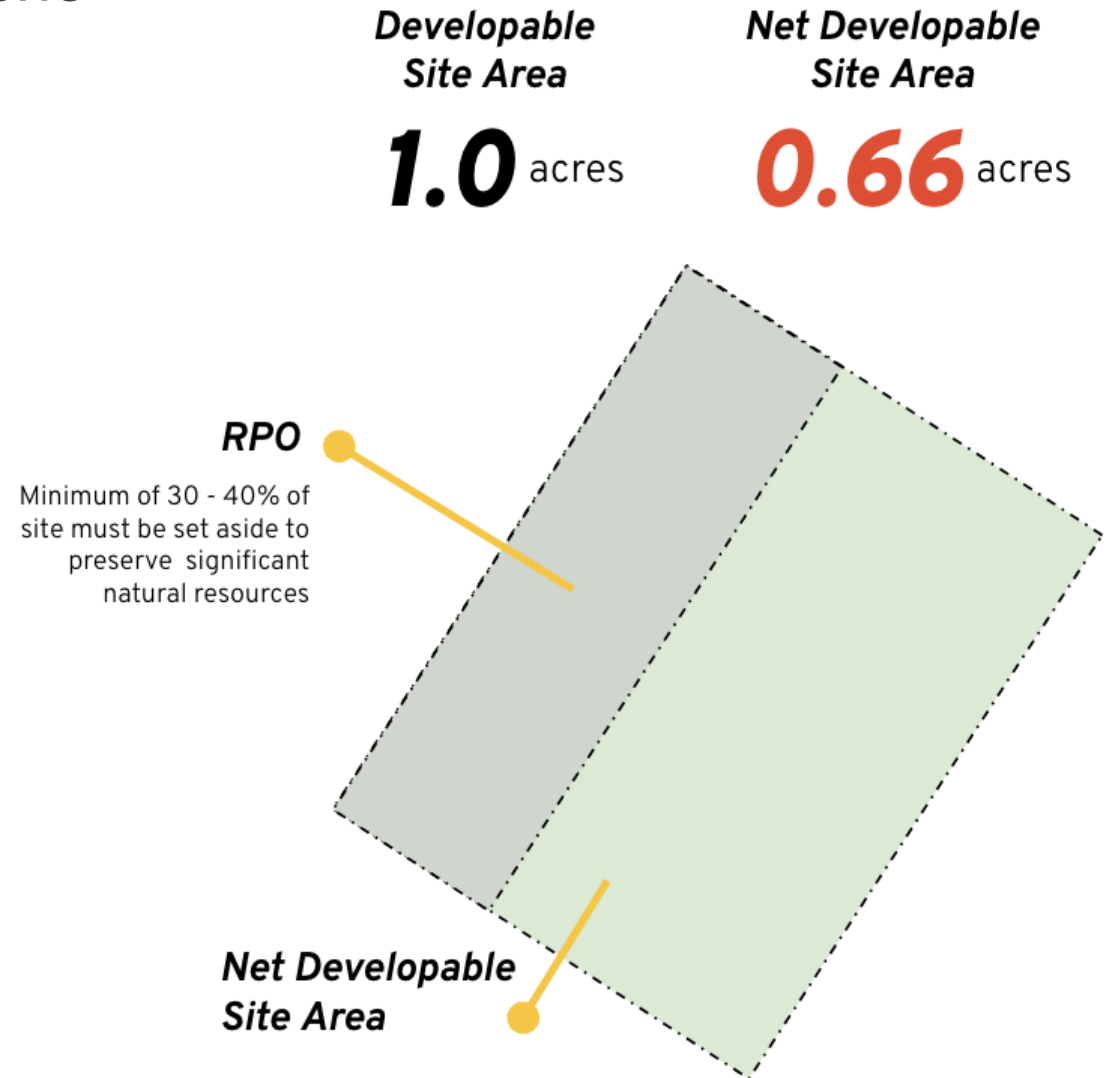 Developable
Site Area
1.0 acres
Net Developable
Site Area
0.66 acres
RPO
Minimum of 30 - 40% of
site must be set aside to
preserve significant
natural resources
Net Developable
Site Area